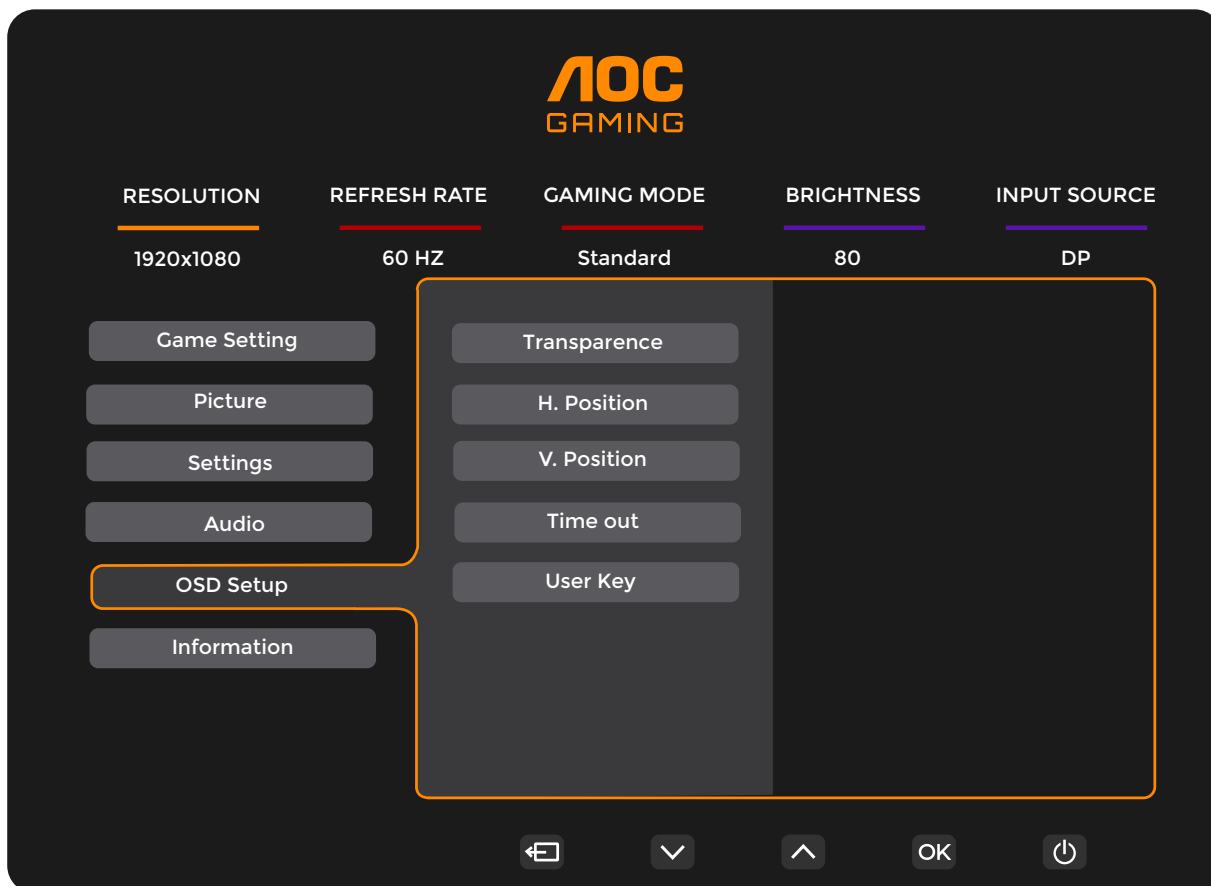 AOC
GAMING
RESOLUTION REFRESH RATE GAMING MODE BRIGHTNESS INPUT SOURCE
1920x1080 60 HZ Standard 80 DP
Game Setting Transparence
Picture H. Position
Settings V. Position
Audio Time out
OSD Setup User Key
Information
OK